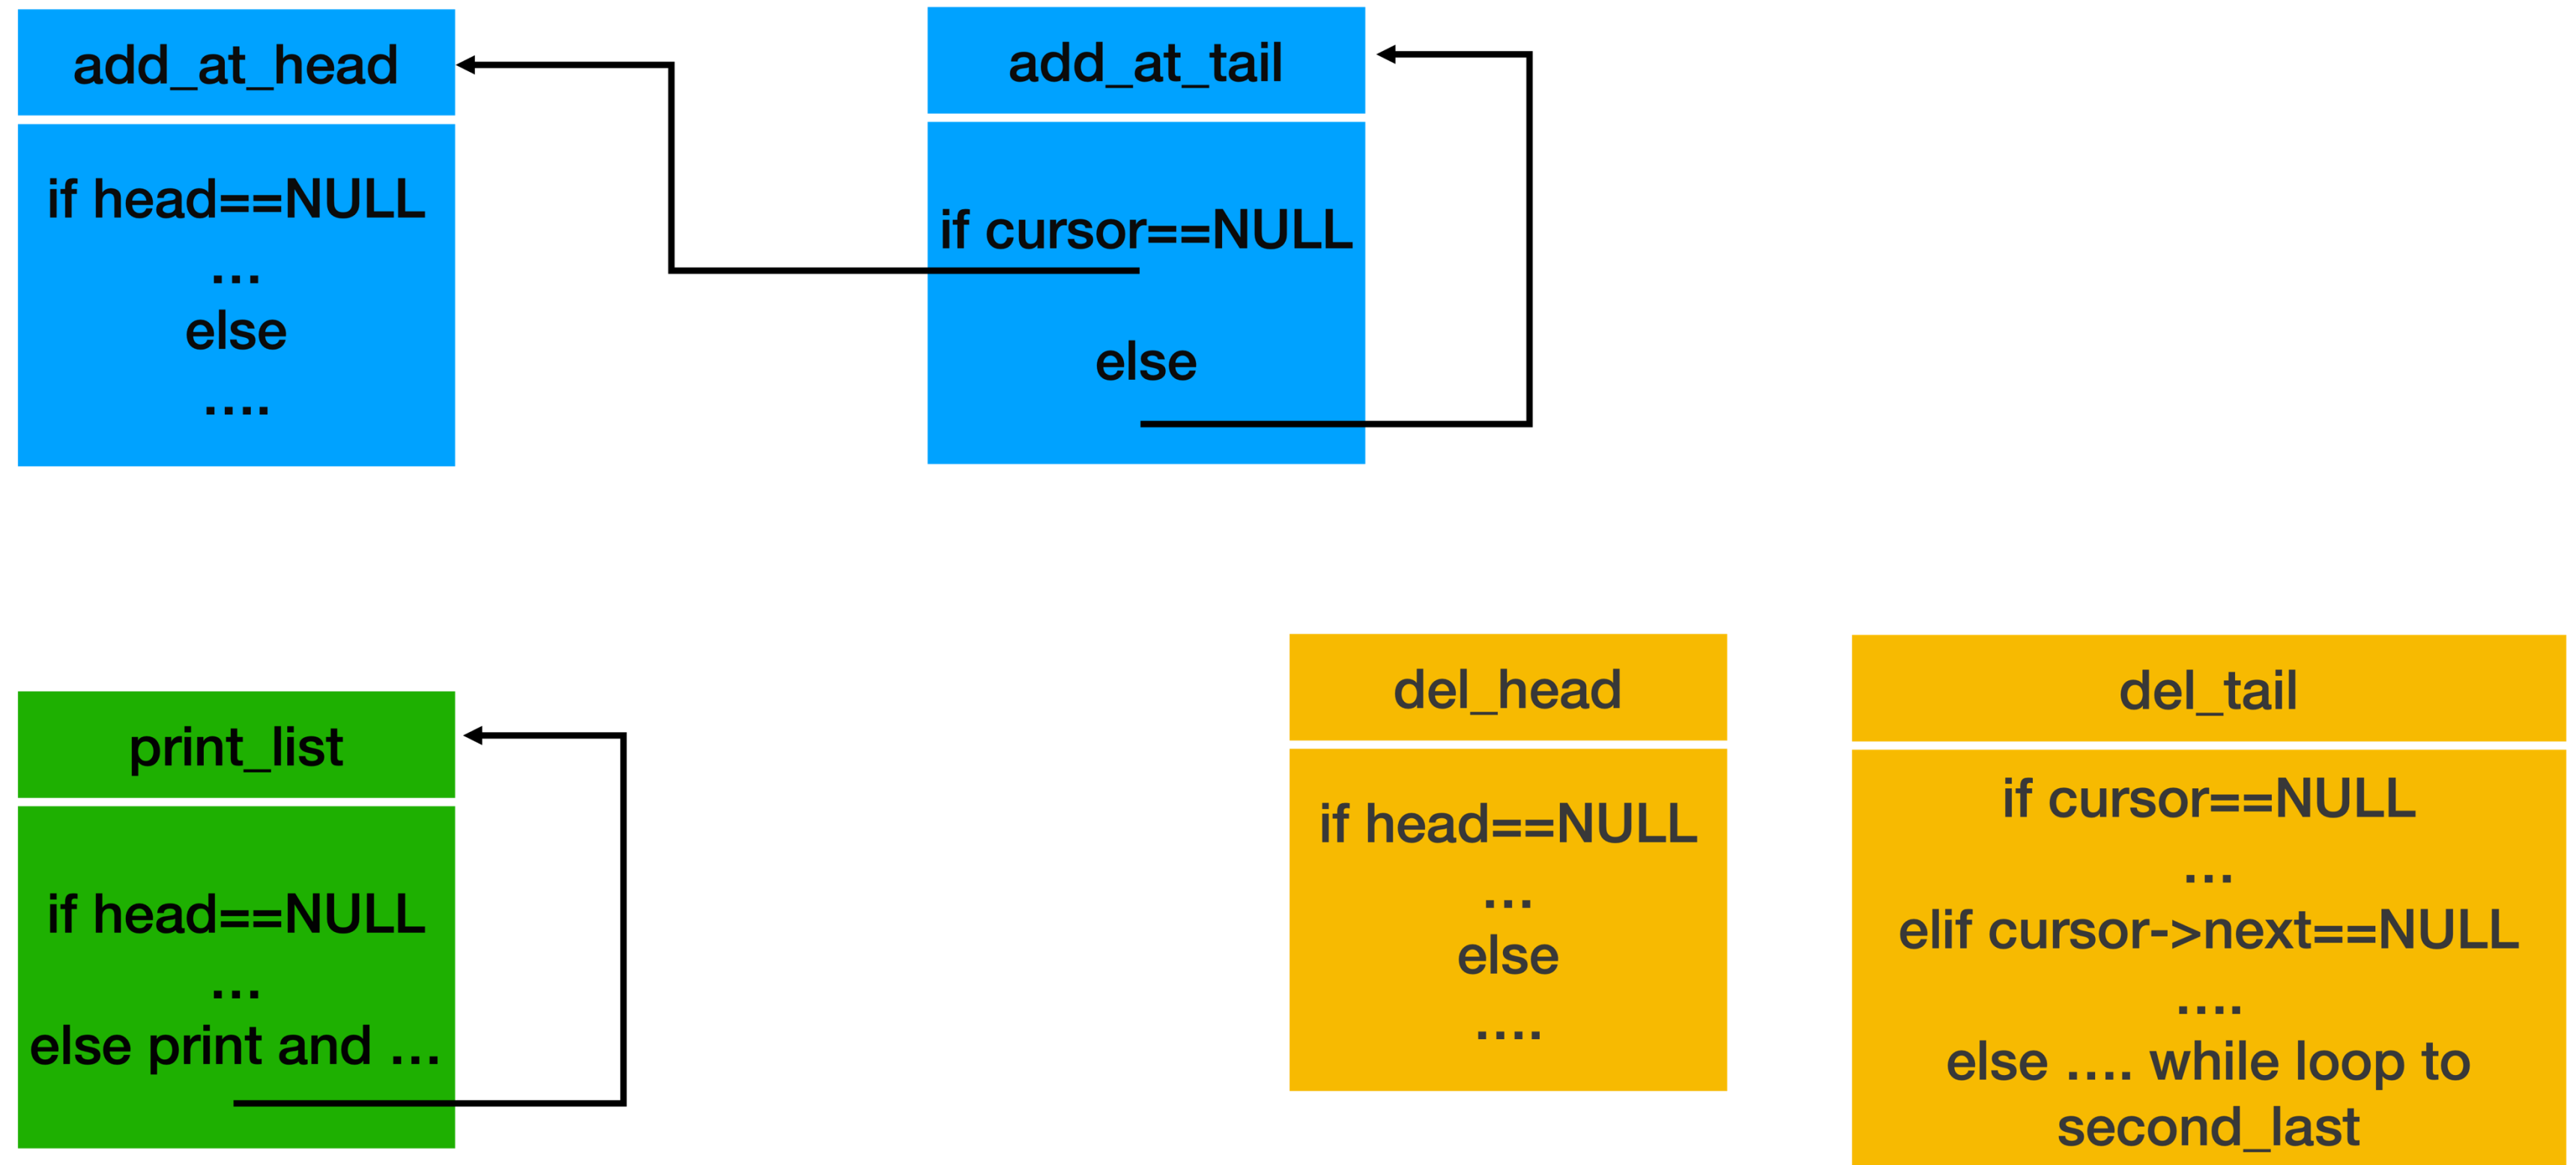 add_at_head
if head==NULL
...
else
....
add_at_tail
if cursor==NULL
else
print_list
if head==NULL
...
else print and ...
del_head
if head==NULL
...
else
....
del_tail
if cursor==NULL
...
elif cursor->next==NULL
....
else .... while loop to
second_last